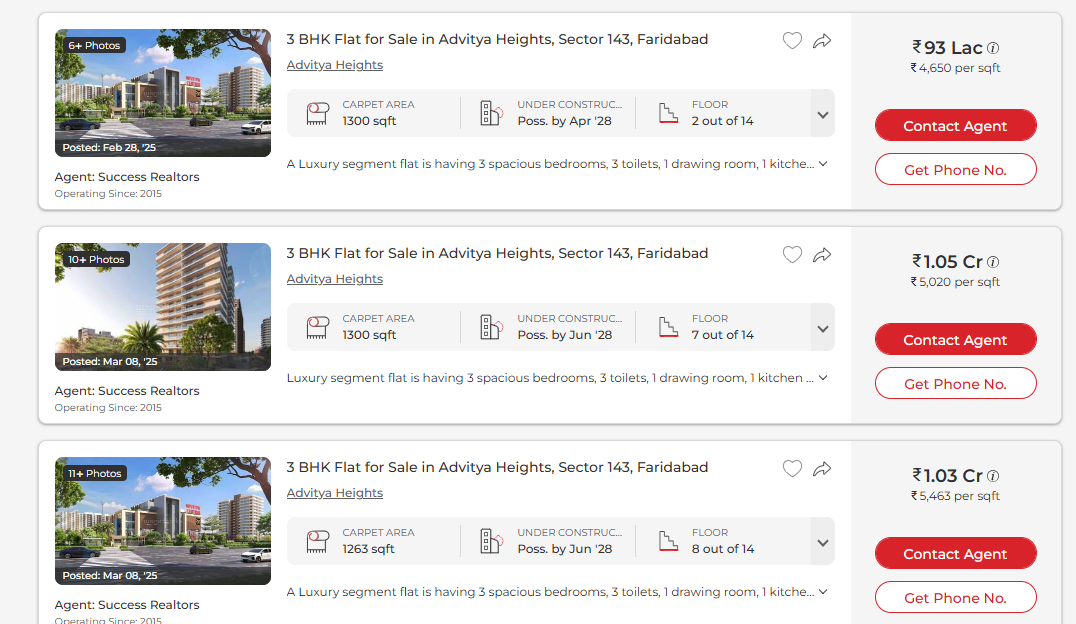 6+ Photos
Posted: Feb 28, '25
Agent: Success Realtors
Operating Since: 2015
3 BHK Flat for Sale in Advitya Heights, Sector 143, Faridabad
Advitya Heights
CARPET AREA
1300 sqft
UNDER CONSTRUC...
Poss. by Apr '28
FLOOR
2 out of 14
A Luxury segment flat is having 3 spacious bedrooms, 3 toilets, 1 drawing room, 1 kitche...
₹93 Lac
₹4,650 per sqft
Contact Agent
Get Phone No.
10+ Photos
Posted: Mar 08, '25
Agent: Success Realtors
Operating Since: 2015
3 BHK Flat for Sale in Advitya Heights, Sector 143, Faridabad
Advitya Heights
CARPET AREA
1300 sqft
UNDER CONSTRUC...
Poss. by Jun '28
FLOOR
7 out of 14
Luxury segment flat is having 3 spacious bedrooms, 3 toilets, 1 drawing room, 1 kitchen ...
₹1.05 Cr
₹5,020 per sqft
Contact Agent
Get Phone No.
11+ Photos
Posted: Mar 08, '25
Agent: Success Realtors
Operating Since: 2015
3 BHK Flat for Sale in Advitya Heights, Sector 143, Faridabad
Advitya Heights
CARPET AREA
1263 sqft
UNDER CONSTRUC...
Poss. by Jun '28
FLOOR
8 out of 14
A Luxury segment flat is having 3 spacious bedrooms, 3 toilets, 1 drawing room, 1 kitche...
₹1.03 Cr
₹5,463 per sqft
Contact Agent
Get Phone No.